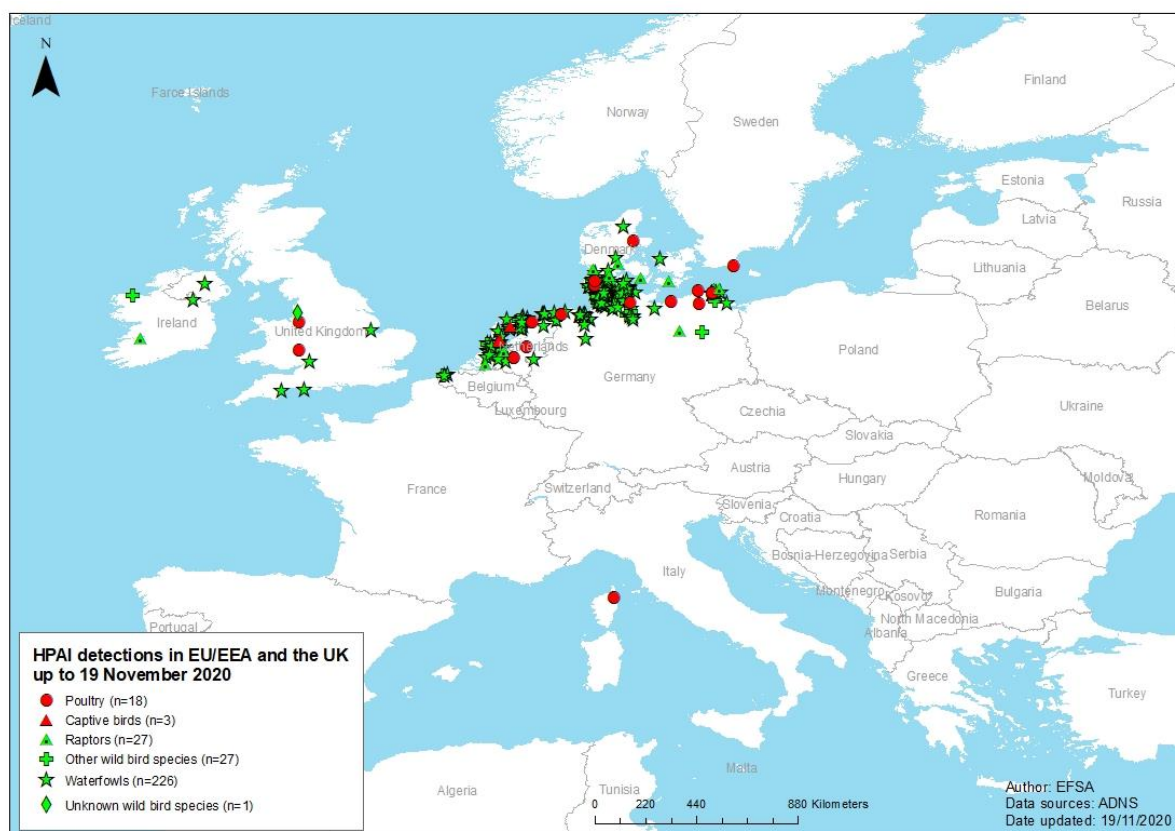 Iceland
N
Faroe Islands
Norway
Sweden
Finland
Estonia
Russia
Latvia
Denmark
Lithuania
Belarus
Ireland
United Kingdom
Netherlands
Poland
Belgium
Germany
Luxembourg
Czechia
Ukraine
Slovakia
Austria
Moldova
France
Switzerland
Hungary
Slovenia
Croatia
Romania
Bosnia-Herzegovina
Serbia
Italy
Montenegro
Kosovo
Bulgaria
North Macedonia
Albania
Portugal
Greece
Turkey
HPAI detections in EU/EEA and the UK
up to 19 November 2020
Poultry (n=18)
Captive birds (n=3)
Raptors (n=27)
Other wild bird species (n=27)
Waterfowls (n=226)
Unknown wild bird species (n=1)
Algeria
Tunisia
Malta
0 220 440 880 Kilometers
Author: EFSA
Data sources: ADNS
Date updated: 19/11/2020